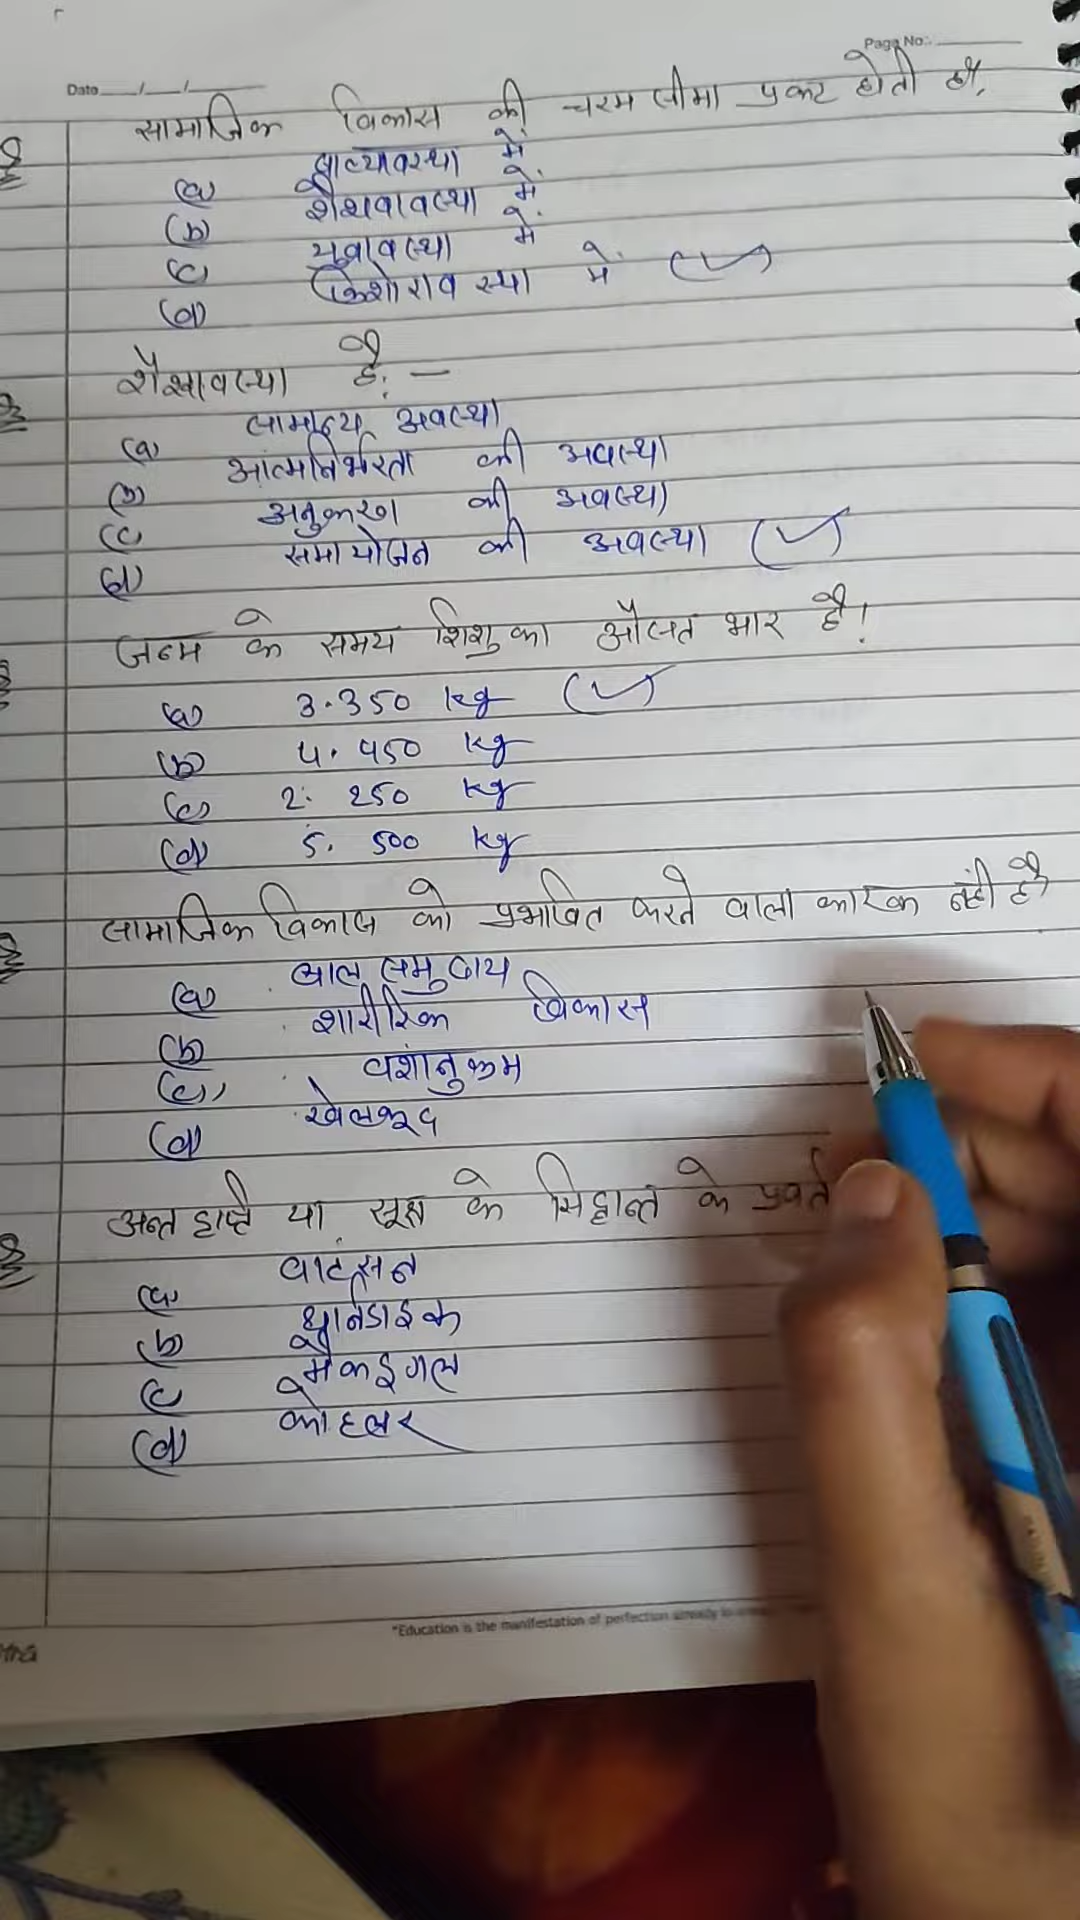 Page No:
Date / /
सामाजिक विकास की चरम सीमा प्रकट होती है।
(a) बाल्यावस्था में
(b) शैशवावस्था में
(c) युवावस्था में
(d) किशोरावस्था में
शैशावस्था है: —
(a) सामान्य अवस्था
(b) आत्मनिर्भरता की अवस्था
(c) अनुकरण की अवस्था
(d) समायोजन की अवस्था
जन्म के समय शिशु का औसत भार है!
(a) 3.350 kg
(b) 4.450 kg
(c) 2.250 kg
(d) 5.500 kg
सामाजिक विकास को प्रभावित करने वाला कारक नहीं है
(a) बाल समुदाय
(b) शारीरिक विकास
(c) वशांनुक्रम
(d) खेलकूद
या सूझ के सिद्धान्त के प्रवर्त
(a) वाटसन
(b) थार्नडाइक
(c) मैकडुगल
(d) कोहलर
"Education is the manifestation of perfection already